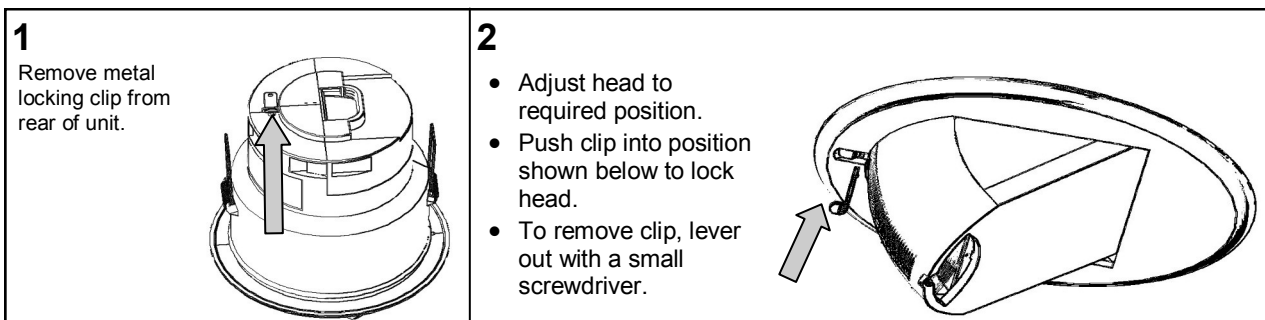 1
Remove metal
locking clip from
rear of unit.
2
• Adjust head to
required position.
• Push clip into position
shown below to lock
head.
• To remove clip, lever
out with a small
screwdriver.